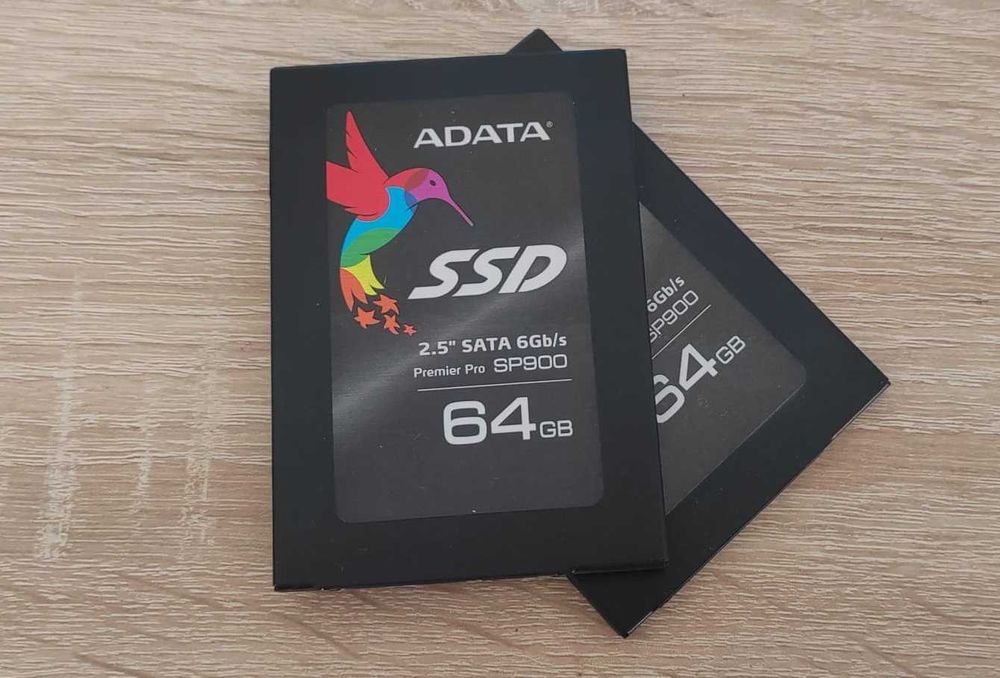 ADATA®
SSD
2.5" SATA 6Gb/s
Premier Pro SP900
64GB
6Gb/s
SP900
64GB